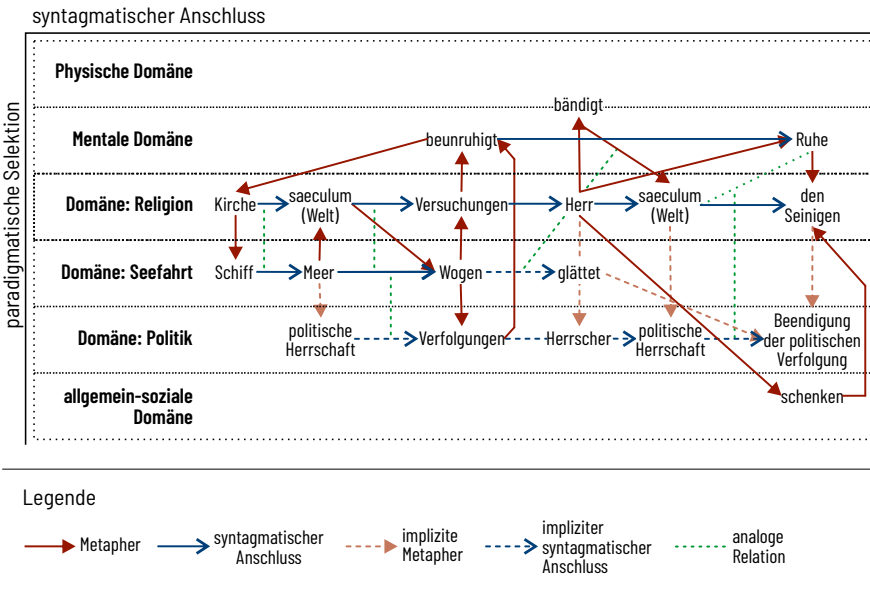 syntagmatischer Anschluss
paradigmatische Selektion
Physische Domäne
bändigt
Mentale Domäne
beunruhigt
Ruhe
Domäne: Religion
Kirche
saeculum
(Welt)
Versuchungen
Herr
saeculum
(Welt)
den
Seinigen
Domäne: Seefahrt
Schiff
Meer
Wogen
glättet
Domäne: Politik
politische
Herrschaft
Verfolgungen
Herrscher
politische
Herrschaft
Beendigung
der politischen
Verfolgung
allgemein-soziale
Domäne
schenken
Legende
Metapher
syntagmatischer
Anschluss
implizite
Metapher
impliziter
syntagmatischer
Anschluss
analoge
Relation